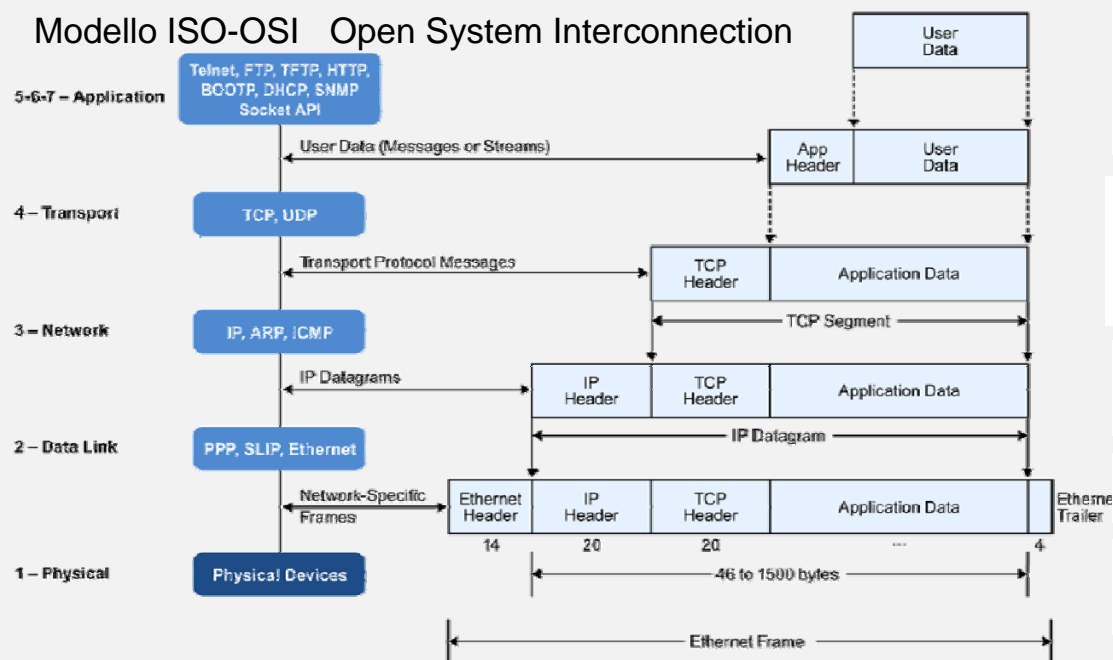 Modello ISO-OSI Open System Interconnection
User
Data
Telnet, FTP, TFTP, HTTP,
BOOTP, DHCP, SNMP
Socket API
5-6-7 – Application
User Data (Messages or Streams)
App
Header
User
Data
4 – Transport
TCP, UDP
Transport Protocol Messages
TCP
Header
Application Data
TCP Segment
3 – Network
IP, ARP, ICMP
IP Datagrams
IP
Header
TCP
Header
Application Data
IP Datagram
2 – Data Link
PPP, SLIP, Ethernet
Network-Specific
Frames
Ethernet
Header
IP
Header
TCP
Header
Application Data
Etherne
Trailer
14 20 20 ... 4
1 – Physical
Physical Devices
46 to 1500 bytes
Ethernet Frame